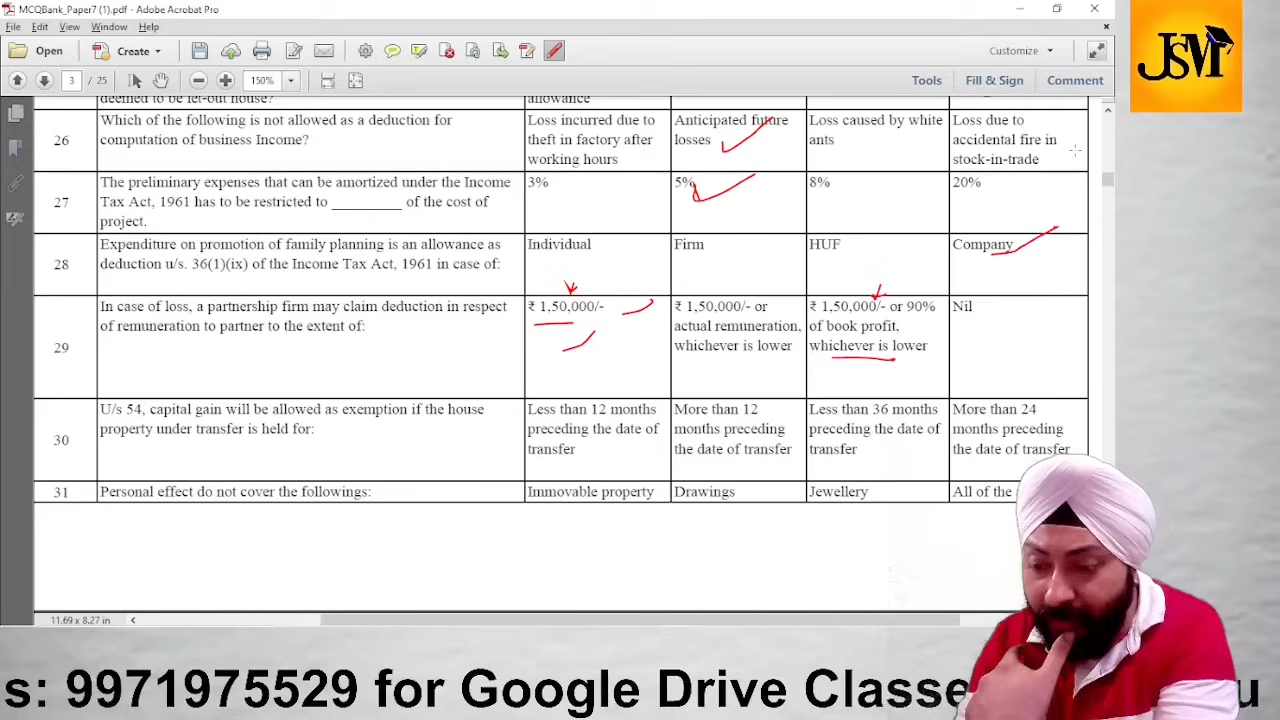 MCQBank_Paper7 (1).pdf - Adobe Acrobat Pro
File Edit View Window Help
Open Create Customize
3 / 25 150% Tools Fill & Sign Comment
deemed to be let-out house? allowance
26 Which of the following is not allowed as a deduction for computation of business Income? Loss incurred due to theft in factory after working hours Anticipated future losses Loss caused by white ants Loss due to accidental fire in stock-in-trade
27 The preliminary expenses that can be amortized under the Income Tax Act, 1961 has to be restricted to _________ of the cost of project. 3% 5% 8% 20%
28 Expenditure on promotion of family planning is an allowance as deduction u/s. 36(1)(ix) of the Income Tax Act, 1961 in case of: Individual Firm HUF Company
29 In case of loss, a partnership firm may claim deduction in respect of remuneration to partner to the extent of: ₹ 1,50,000/- ₹ 1,50,000/- or actual remuneration, whichever is lower ₹ 1,50,000/- or 90% of book profit, whichever is lower Nil
30 U/s 54, capital gain will be allowed as exemption if the house property under transfer is held for: Less than 12 months preceding the date of transfer More than 12 months preceding the date of transfer Less than 36 months preceding the date of transfer More than 24 months preceding the date of transfer
31 Personal effect do not cover the followings: Immovable property Drawings Jewellery All of the
11.69 x 8.27 in
JSM
s: 9971975529 for Google Drive Classe u